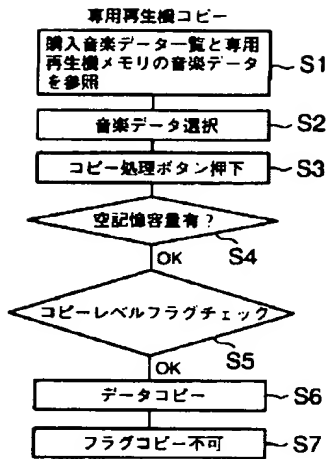 専用再生機コピー
購入音楽データ一覧と専用
再生機メモリの音楽データ
を参照
S1
音楽データ選択
S2
コピー処理ボタン押下
S3
空記憶容量有？
S4
OK
コピーレベルフラグチェック
S5
OK
データコピー
S6
フラグコピー不可
S7